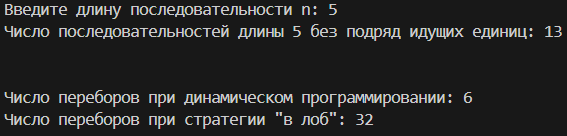 Введите длину последовательности n: 5
Число последовательностей длины 5 без подряд идущих единиц: 13
Число переборов при динамическом программировании: 6
Число переборов при стратегии "в лоб": 32